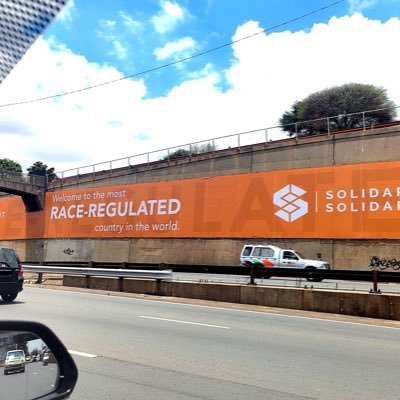 Welcome to the most
RACE-REGULATED
country in the world.
SOLIDAR
SOLIDAR